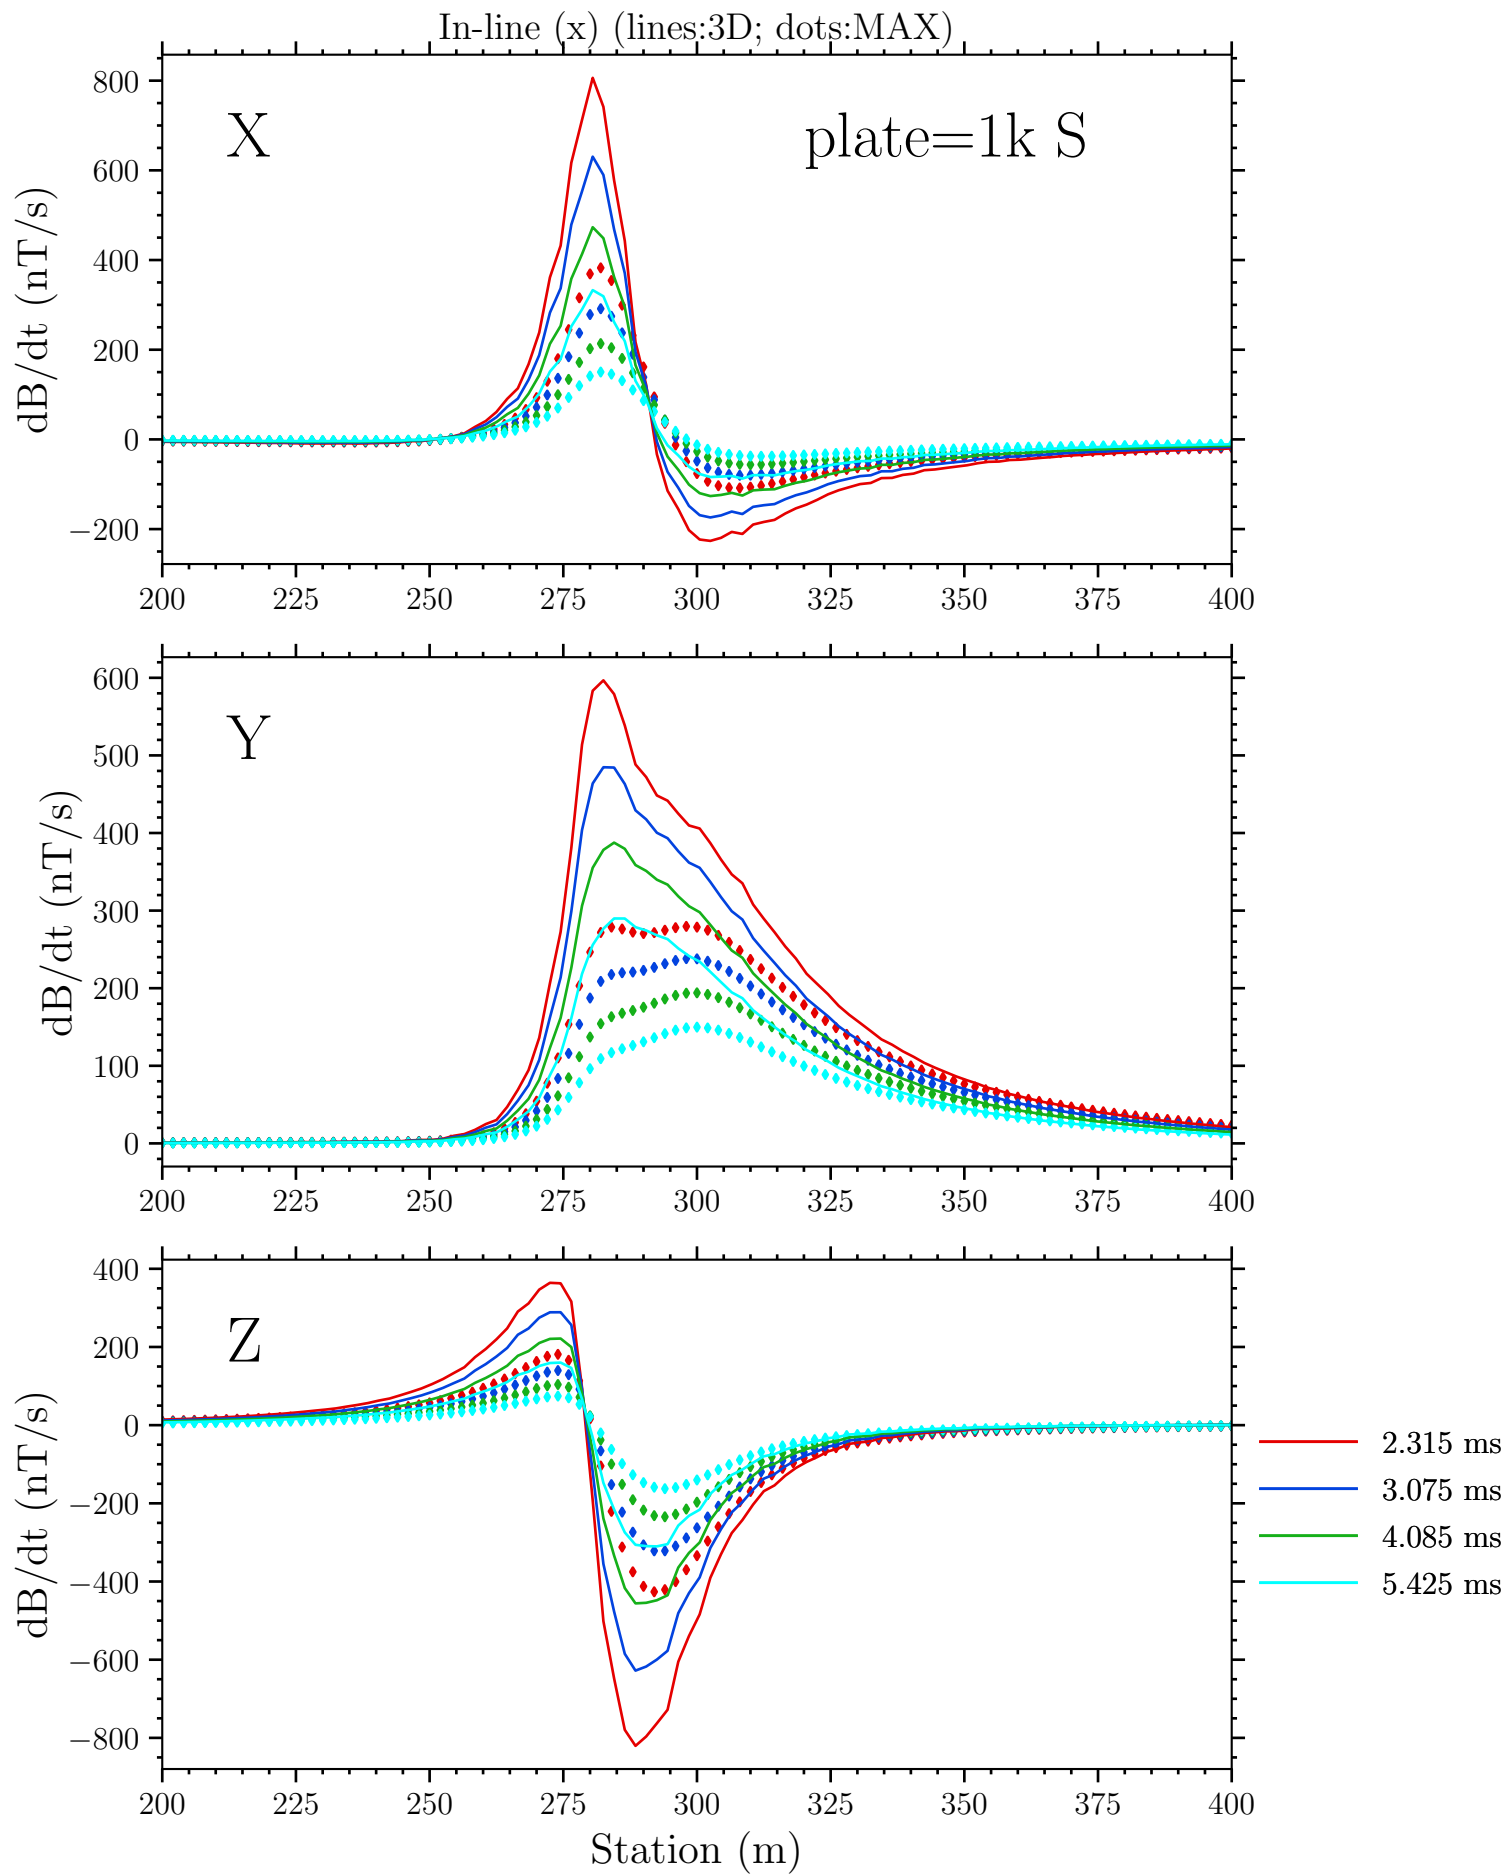 In-line (x) (lines:3D; dots:MAX)
X
plate=1k S
dB/dt (nT/s)
800
600
400
200
0
−200
200 225 250 275 300 325 350 375 400
Y
dB/dt (nT/s)
600
500
400
300
200
100
0
200 225 250 275 300 325 350 375 400
Z
dB/dt (nT/s)
400
200
0
−200
−400
−600
−800
200 225 250 275 300 325 350 375 400
Station (m)
2.315 ms
3.075 ms
4.085 ms
5.425 ms